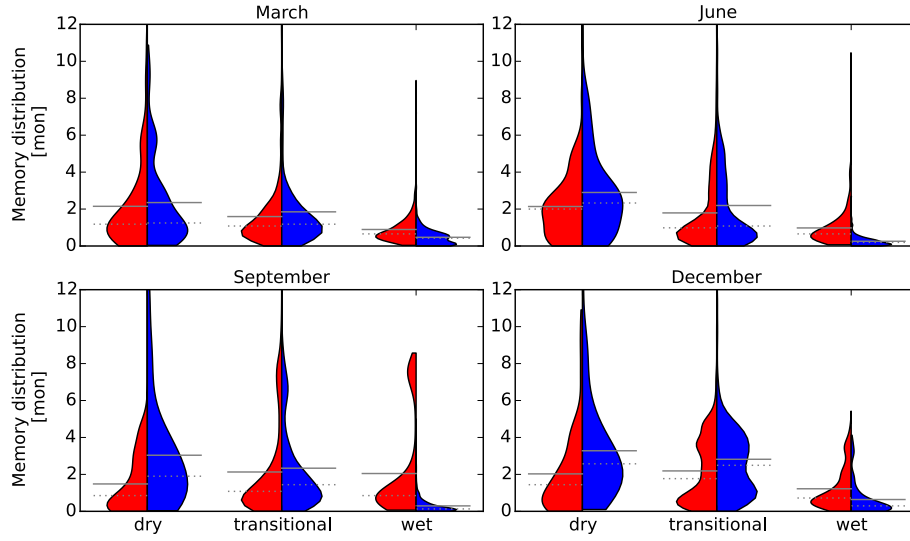 March
June
Memory distribution
[mon]
12
10
8
6
4
2
0
12
10
8
6
4
2
0
September
December
Memory distribution
[mon]
12
10
8
6
4
2
0
12
10
8
6
4
2
0
dry
transitional
wet
dry
transitional
wet